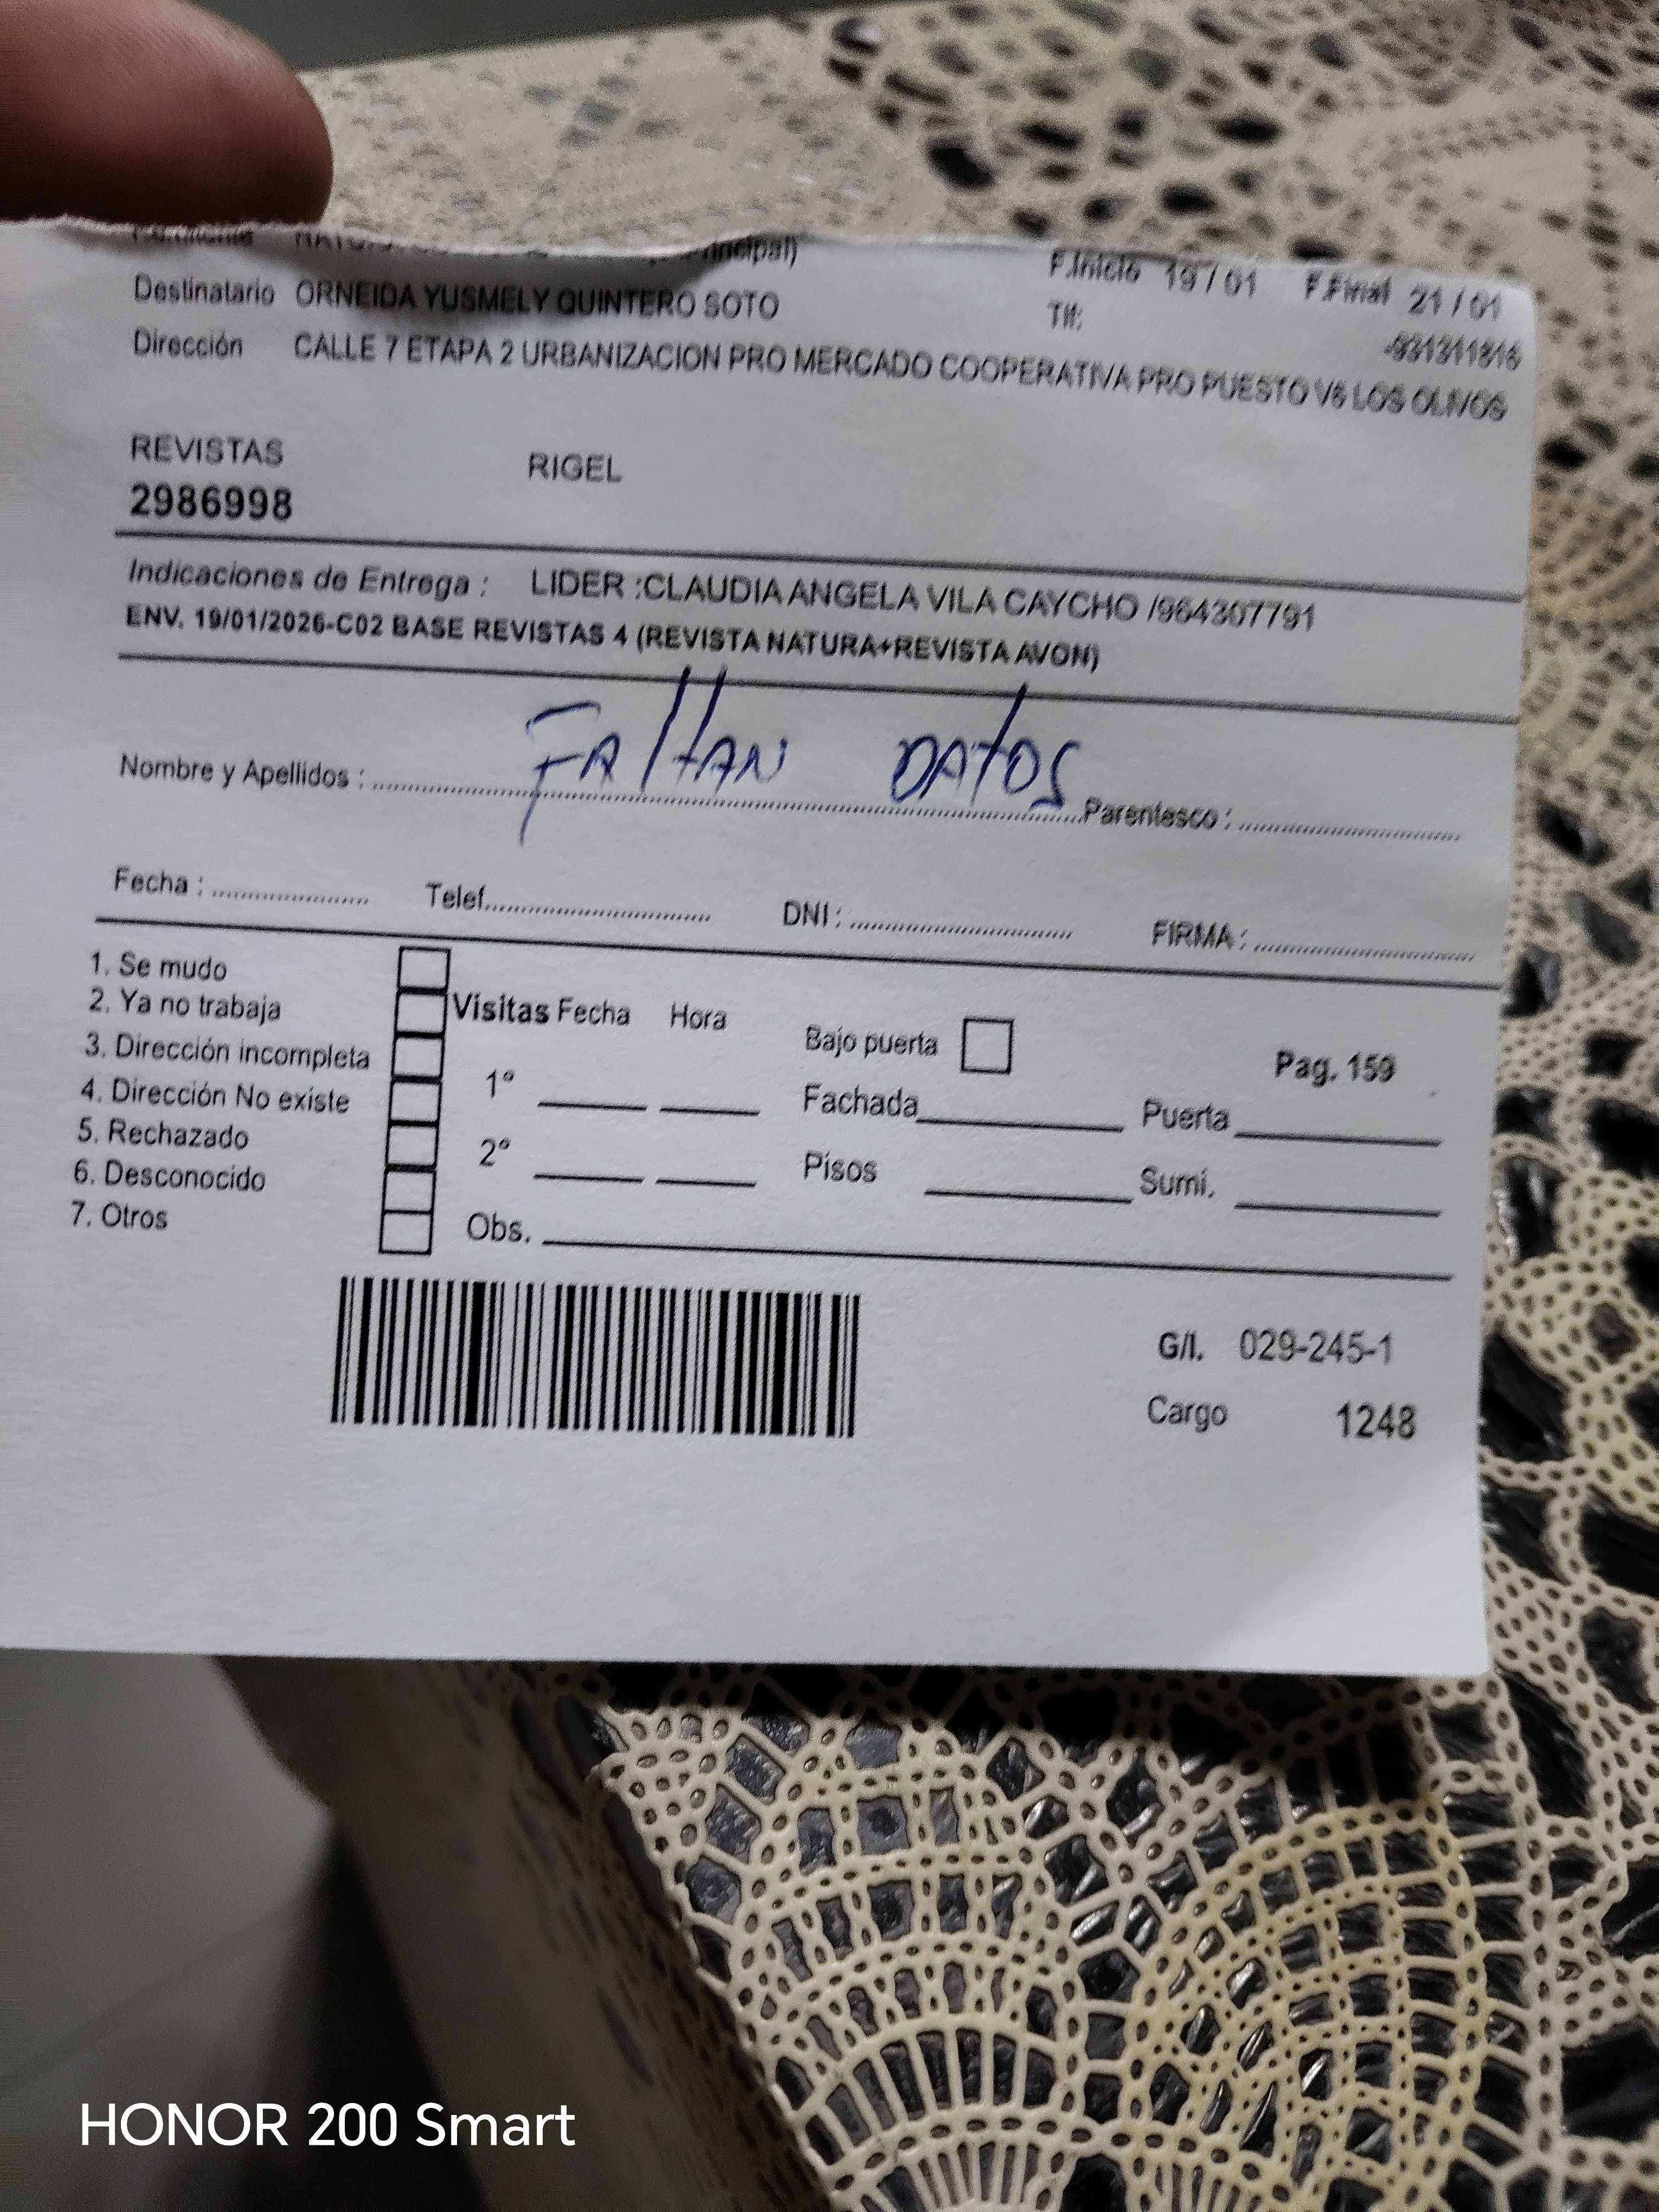 ncipal)
F.Inicio 19 / 01 F.Final 21 / 01
Destinatario ORNEIDA YUSMELY QUINTERO SOTO Tlf:
Dirección CALLE 7 ETAPA 2 URBANIZACION PRO MERCADO COOPERATIVA PRO PUESTO V6 LOS OLIVOS
REVISTAS RIGEL
2986998
Indicaciones de Entrega : LIDER :CLAUDIA ANGELA VILA CAYCHO /964307791
ENV. 19/01/2026-C02 BASE REVISTAS 4 (REVISTA NATURA+REVISTA AVON)
FAltAN DAtOS
Nombre y Apellidos : Parentesco :
Fecha : Telef. DNI : FIRMA :
1. Se mudo
2. Ya no trabaja
3. Dirección incompleta
4. Dirección No existe
5. Rechazado
6. Desconocido
7. Otros
Visitas Fecha Hora
1°
2°
Obs.
Bajo puerta
Pag. 159
Fachada Puerta
Pisos Sumi.
G/I. 029-245-1
Cargo 1248
HONOR 200 Smart